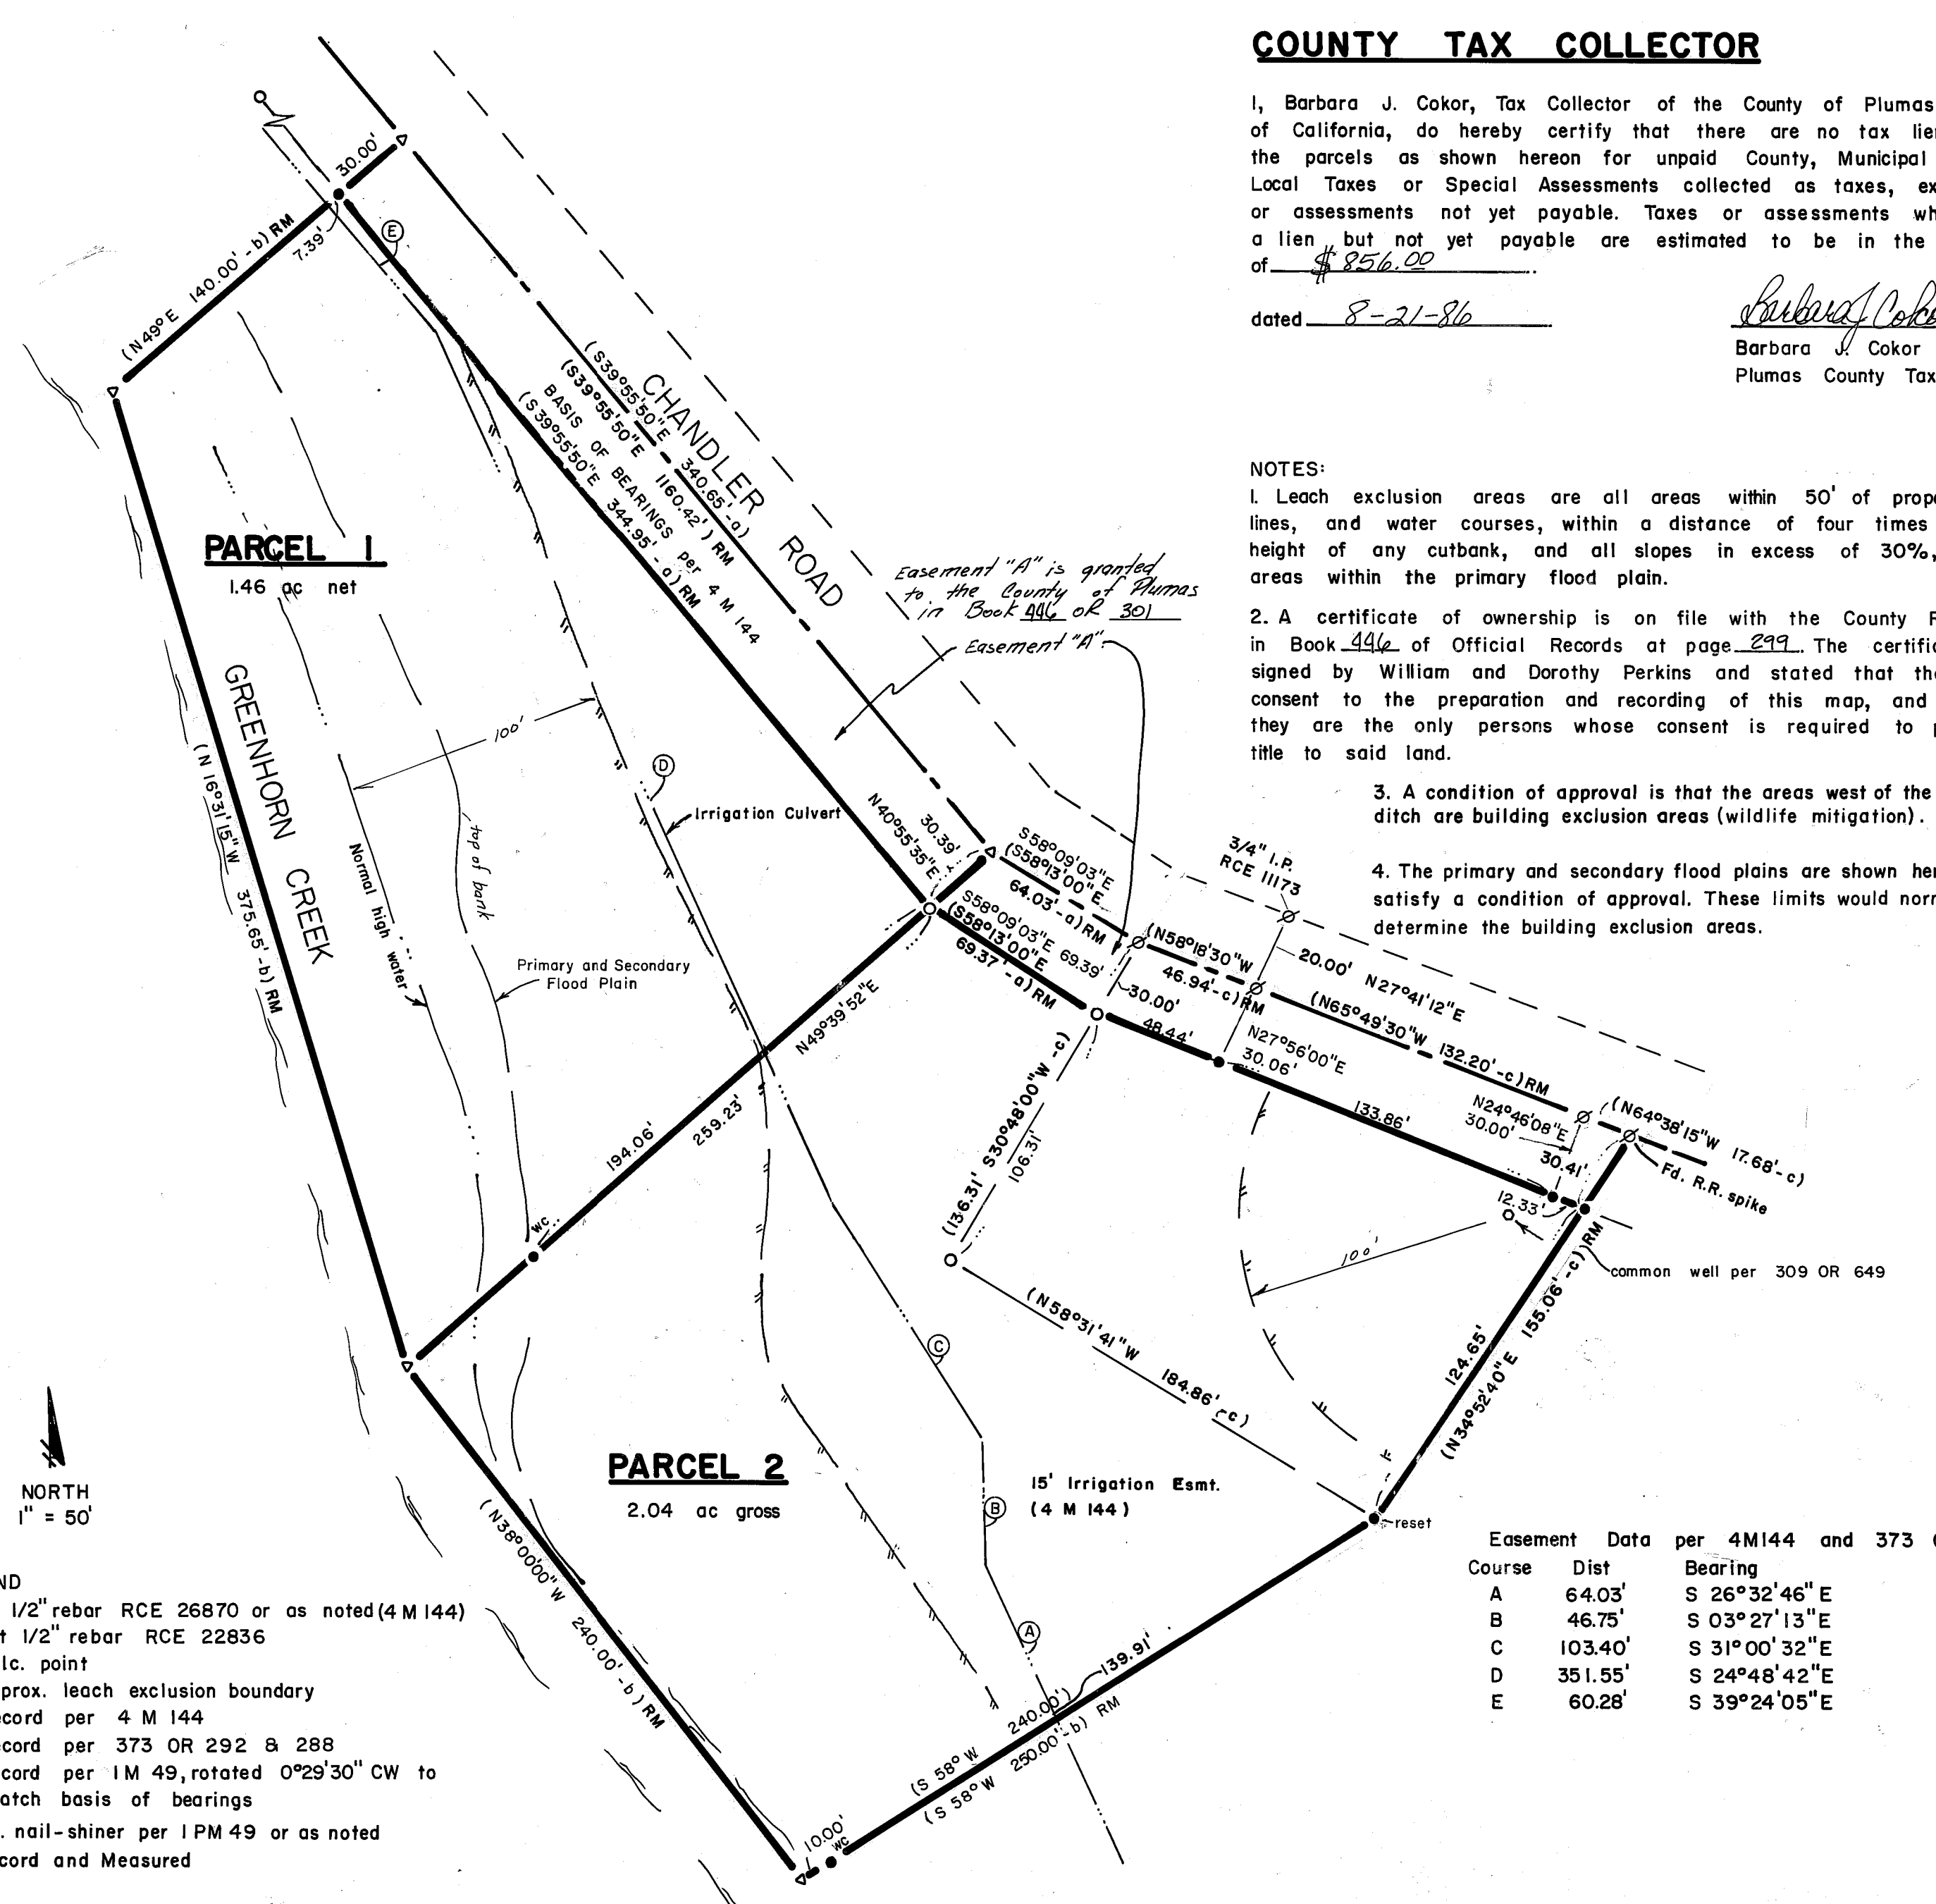 COUNTY TAX COLLECTOR
I, Barbara J. Cokor, Tax Collector of the County of Plumas
of California, do hereby certify that there are no tax lie
the parcels as shown hereon for unpaid County, Municipal
Local Taxes or Special Assessments collected as taxes, ex
or assessments not yet payable. Taxes or assessments wh
a lien but not yet payable are estimated to be in the
of $856.00
dated 8-21-86
Barbara J Coko
Barbara J. Cokor
Plumas County Tax
NOTES:
1. Leach exclusion areas are all areas within 50' of prop
lines, and water courses, within a distance of four times
height of any cutbank, and all slopes in excess of 30%,
areas within the primary flood plain.
2. A certificate of ownership is on file with the County
in Book 446 of Official Records at page 299. The certific
signed by William and Dorothy Perkins and stated that th
consent to the preparation and recording of this map, and
they are the only persons whose consent is required to
title to said land.
3. A condition of approval is that the areas west of the
ditch are building exclusion areas (wildlife mitigation).
4. The primary and secondary flood plains are shown her
satisfy a condition of approval. These limits would nor
determine the building exclusion areas.
30.00'
(N49°E 140.00'-b) RM
7.39'
E
CHANDLER ROAD
(S39°55'50"E 340.65'-a)
(S39°55'50"E 1160.42') RM
BASIS OF BEARINGS per 4 M 144
(S39°55'50"E 344.95'-a) RM
PARCEL 1
1.46 ac net
Easement "A" is granted
to the County of Plumas
in Book 446 OR 301
Easement "A"
GREENHORN CREEK
(N 16°31'15"W 375.65'-b) RM
100'
D
Irrigation Culvert
top of bank
Normal high water
Primary and Secondary
Flood Plain
N40°55'35"E
30.39'
S58°09'03"E
(S58°13'00"E
64.03'-a) RM
S58°09'03"E 69.39'
(S58°13'00"E
69.37'-a) RM
3/4" I.P.
RCE 11173
(N58°18'30"W
46.94'-c) RM
20.00' N27°41'12"E
30.00'
48.44'
N27°56'00"E
30.06'
(N65°49'30"W 132.20'-c) RM
133.86'
N24°46'08"E
30.00'
(N64°38'15"W 17.68'-c)
Fd. R.R. spike
30.41'
12.33'
common well per 309 OR 649
100'
N49°39'52"E
194.06'
259.23'
WC
(136.31' S30°48'00"W -c)
106.31'
(N58°31'41"W 184.86'-c)
124.65'
(N34°52'40"E 155.06'-c) RM
reset
C
PARCEL 2
2.04 ac gross
15' Irrigation Esmt.
(4 M 144)
B
A
139.91'
240.00')
(S 58° W
(S 58° W 250.00'-b) RM
10.00'
WC
(N38°00'00"W 240.00'-b) RM
NORTH
1" = 50'
ND
1/2" rebar RCE 26870 or as noted (4 M 144)
t 1/2" rebar RCE 22836
lc. point
prox. leach exclusion boundary
ecord per 4 M 144
cord per 373 OR 292 & 288
cord per 1 M 49, rotated 0°29'30" CW to
atch basis of bearings
. nail-shiner per 1 PM 49 or as noted
cord and Measured
Easement Data per 4M144 and 373
Course Dist Bearing
A 64.03' S 26°32'46"E
B 46.75' S 03°27'13"E
C 103.40' S 31°00'32"E
D 351.55' S 24°48'42"E
E 60.28' S 39°24'05"E